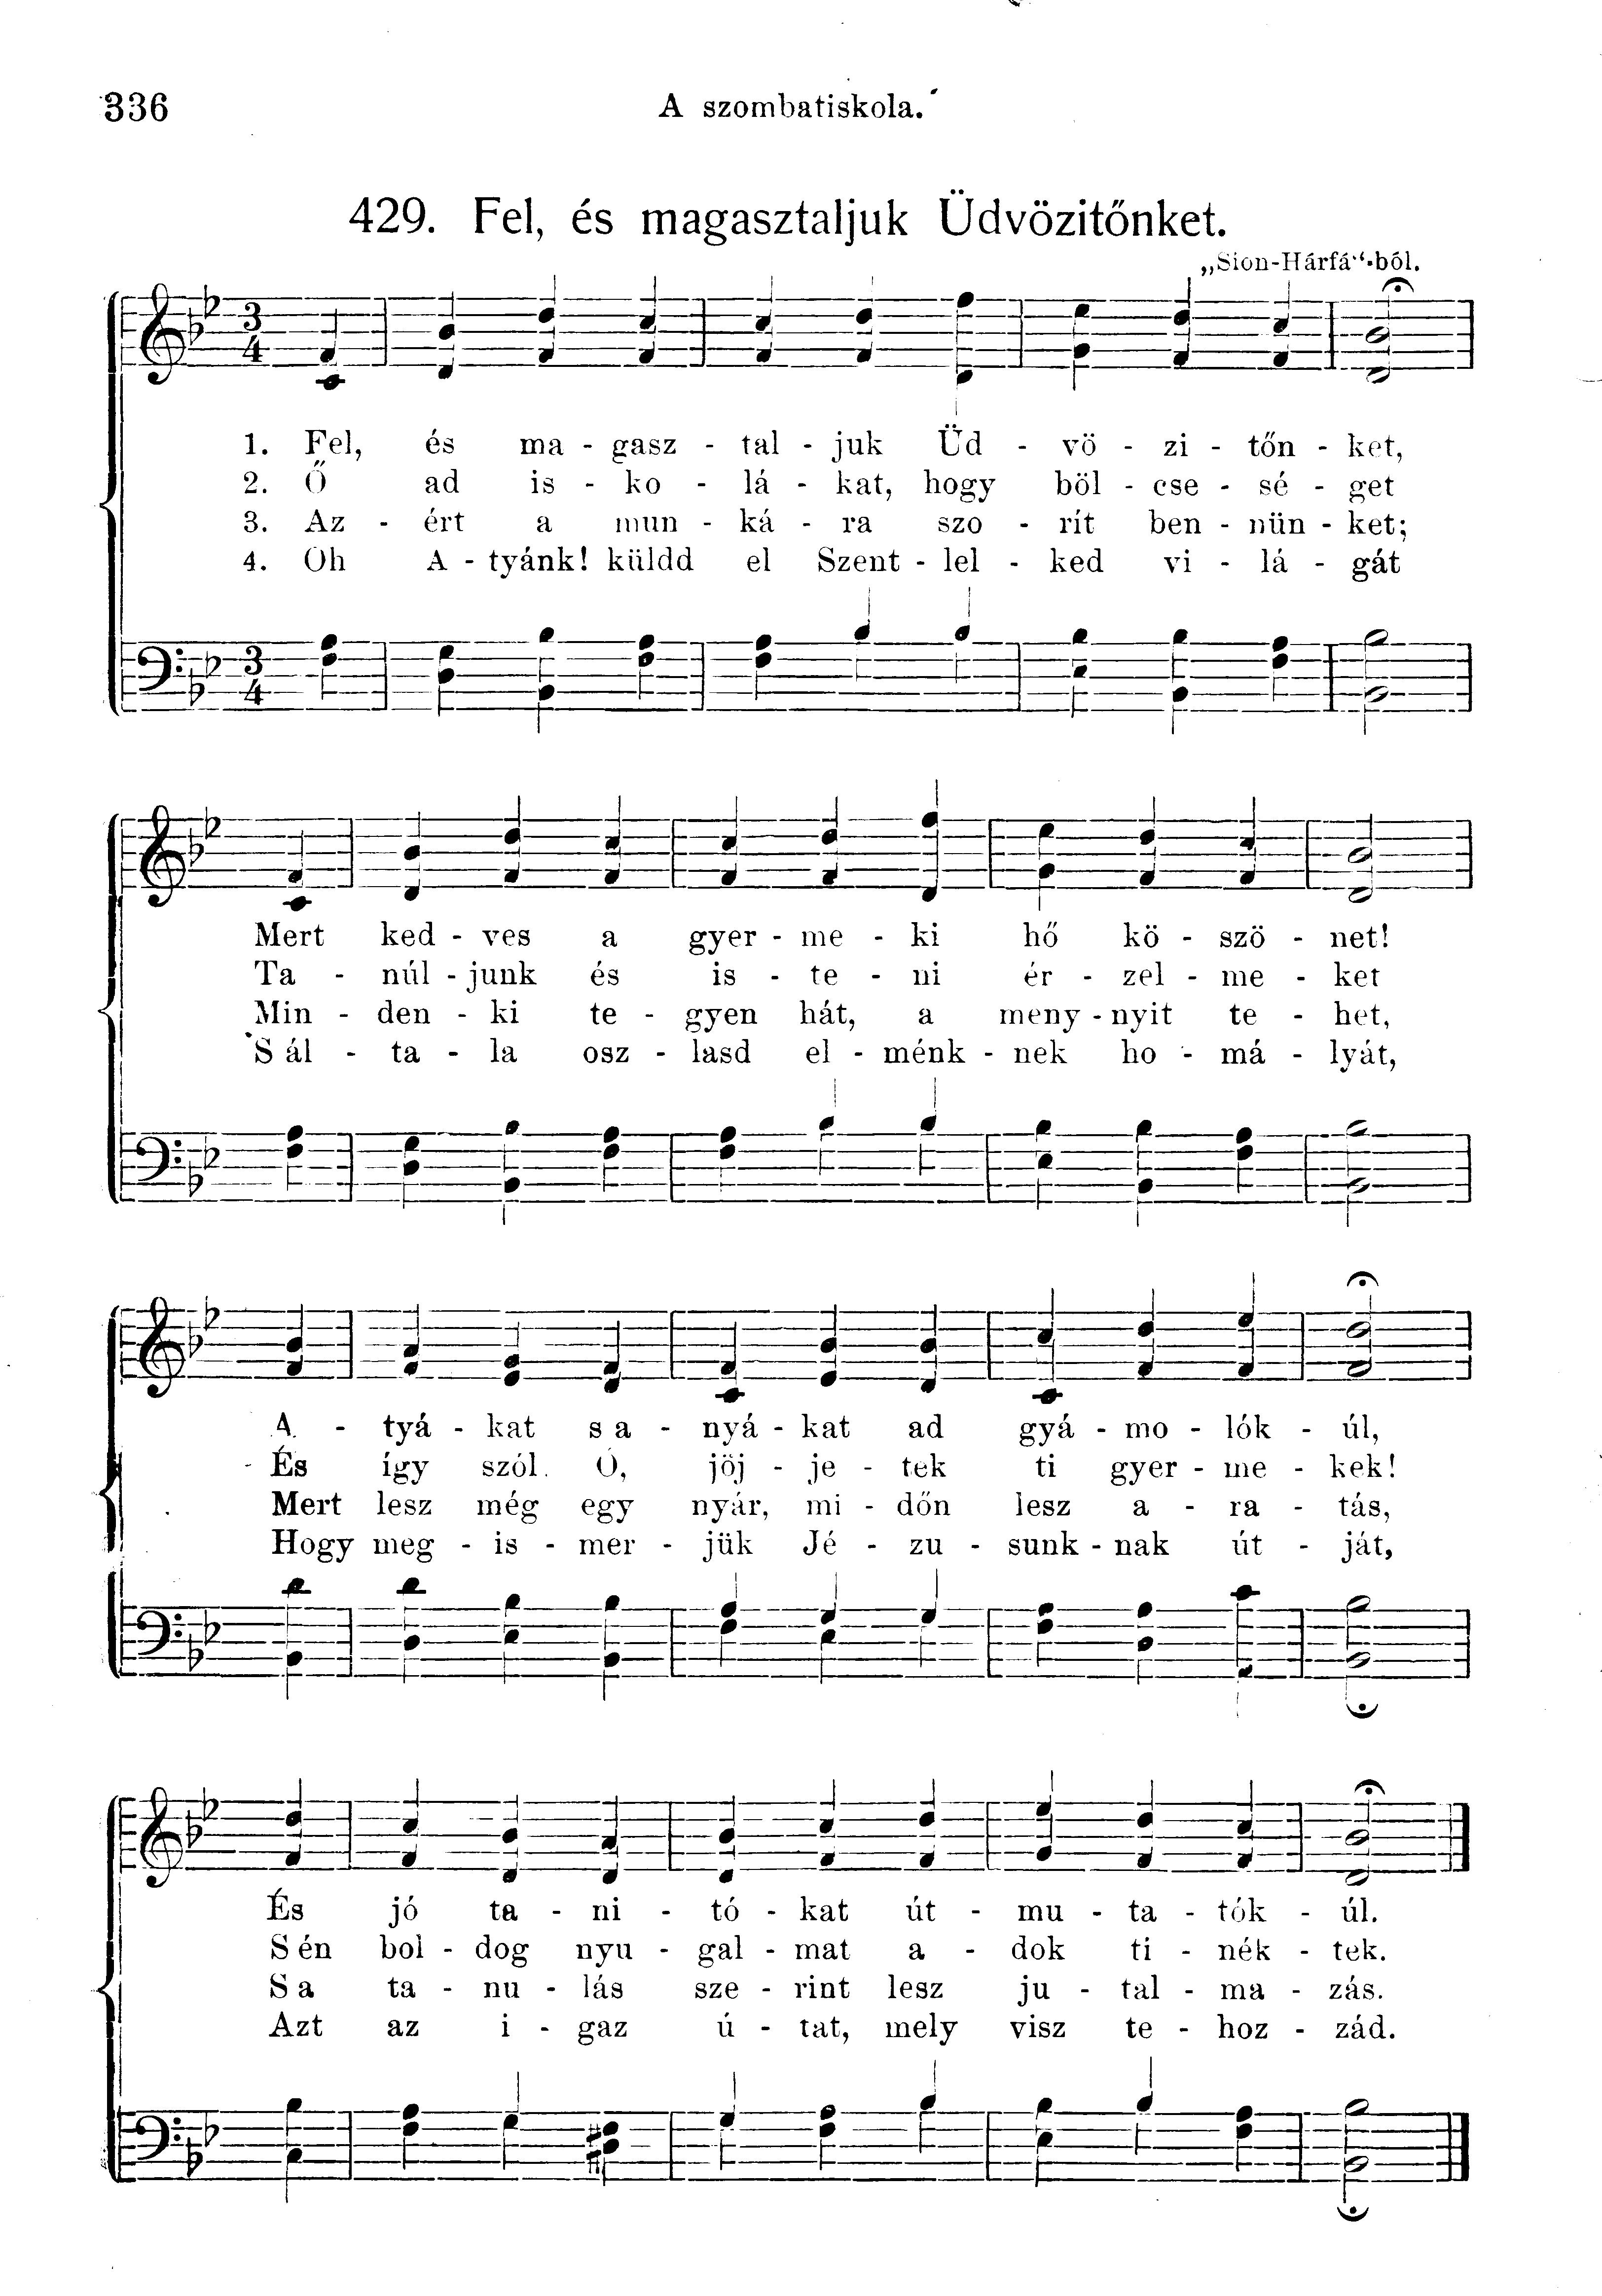 336
A szombatiskola.
429. Fel, és magasztaljuk Üdvözitőnket.
„Sion-Hárfá“-ból.
3/4
1. Fel, és ma - gasz - tal - juk Üd - vö - zi - tőn - ket,
2. Ő ad is - ko - lá - kat, hogy böl - cse - sé - get
3. Az - ért a mun - ká - ra szo - rít ben - nün - ket;
4. Oh A - tyánk! küldd el Szent - lel - ked vi - lá - gát
3/4
Mert ked - ves a gyer - me - ki hő kö - szö - net!
Ta - núl - junk és is - te - ni ér - zel - me - ket
Min - den - ki te - gyen hát, a meny - nyit te - het,
S ál - ta - la osz - lasd el - ménk - nek ho - má - lyát,
A - tyá - kat s a - nyá - kat ad gyá - mo - lók - úl,
És így szól. Ó, jöj - je - tek ti gyer - me - kek!
Mert lesz még egy nyár, mi - dőn lesz a - ra - tás,
Hogy meg - is - mer - jük Jé - zu - sunk - nak út - ját,
És jó ta - ni - tó - kat út - mu - ta - tók - úl.
S én bol - dog nyu - gal - mat a - dok ti - nék - tek.
S a ta - nu - lás sze - rint lesz ju - tal - ma - zás.
Azt az i - gaz ú - tat, mely visz te - hoz - zád.